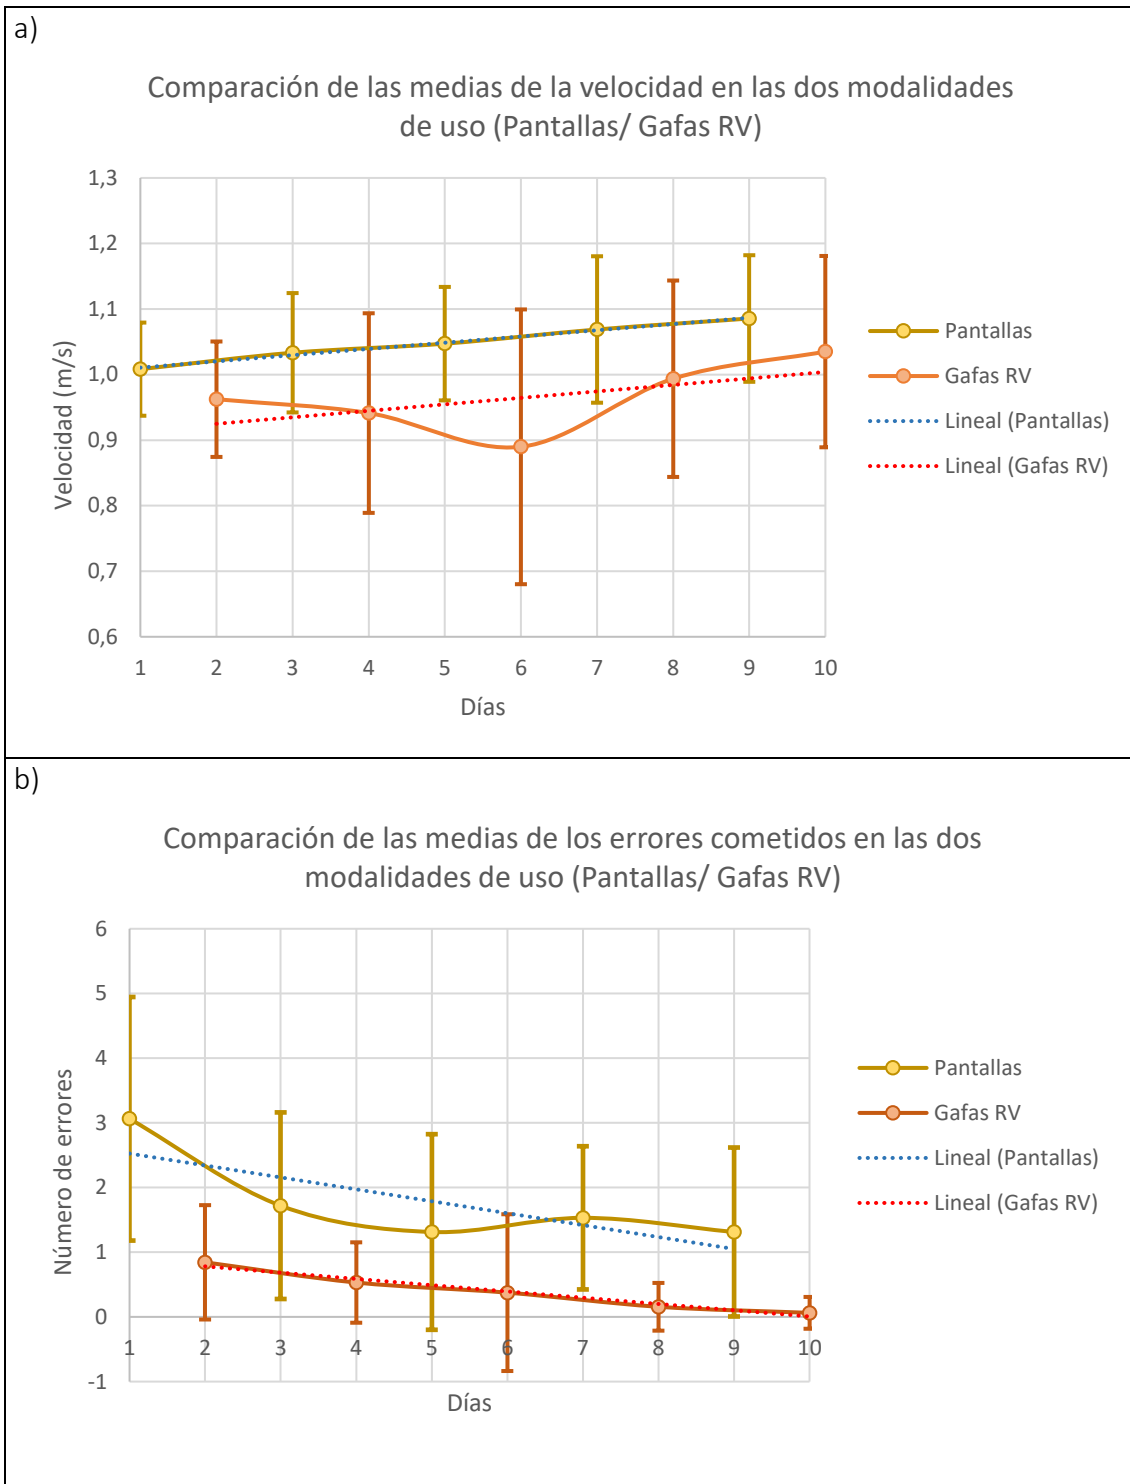 a)
Comparación de las medias de la velocidad en las dos modalidades
de uso (Pantallas/ Gafas RV)
1,3
1,2
1,1
1,0
0,9
0,8
0,7
0,6
Velocidad (m/s)
1 2 3 4 5 6 7 8 9 10
Días
Pantallas
Gafas RV
Lineal (Pantallas)
Lineal (Gafas RV)
b)
Comparación de las medias de los errores cometidos en las dos
modalidades de uso (Pantallas/ Gafas RV)
6
5
4
3
2
1
0
-1
Número de errores
1 2 3 4 5 6 7 8 9 10
Días
Pantallas
Gafas RV
Lineal (Pantallas)
Lineal (Gafas RV)